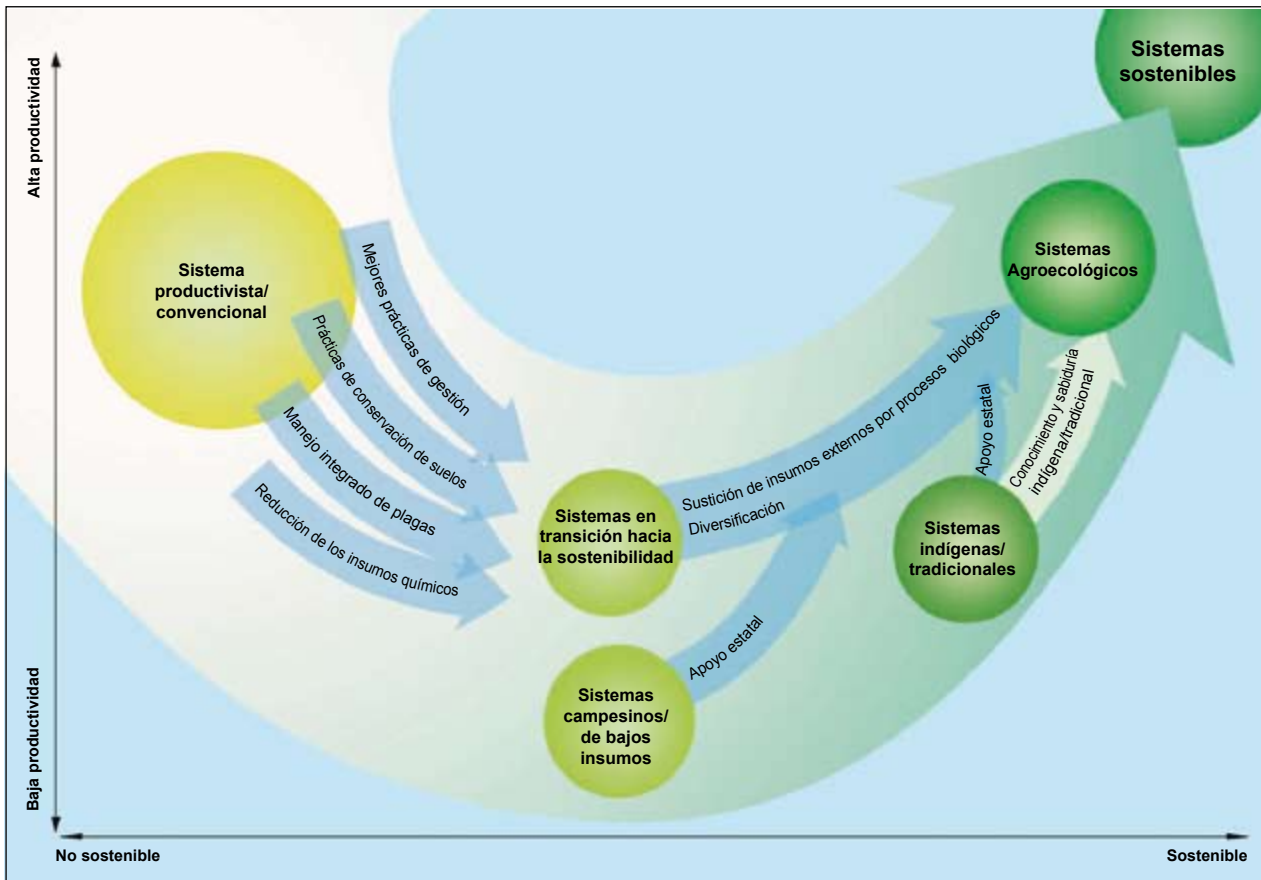 Alta productividad
Baja productividad
No sostenible
Sostenible
Sistemas
sostenibles
Sistema
productivista/
convencional
Mejores prácticas de gestión
Prácticas de conservación de suelos
Manejo integrado de plagas
Reducción de los insumos químicos
Sistemas en
transición hacia
la sostenibilidad
Sustición de insumos externos por procesos biológicos
Diversificación
Sistemas
campesinos/
de bajos
insumos
Apoyo estatal
Sistemas
Agroecológicos
Apoyo estatal
Conocimiento y sabiduría
indígena/tradicional
Sistemas
indígenas/
tradicionales